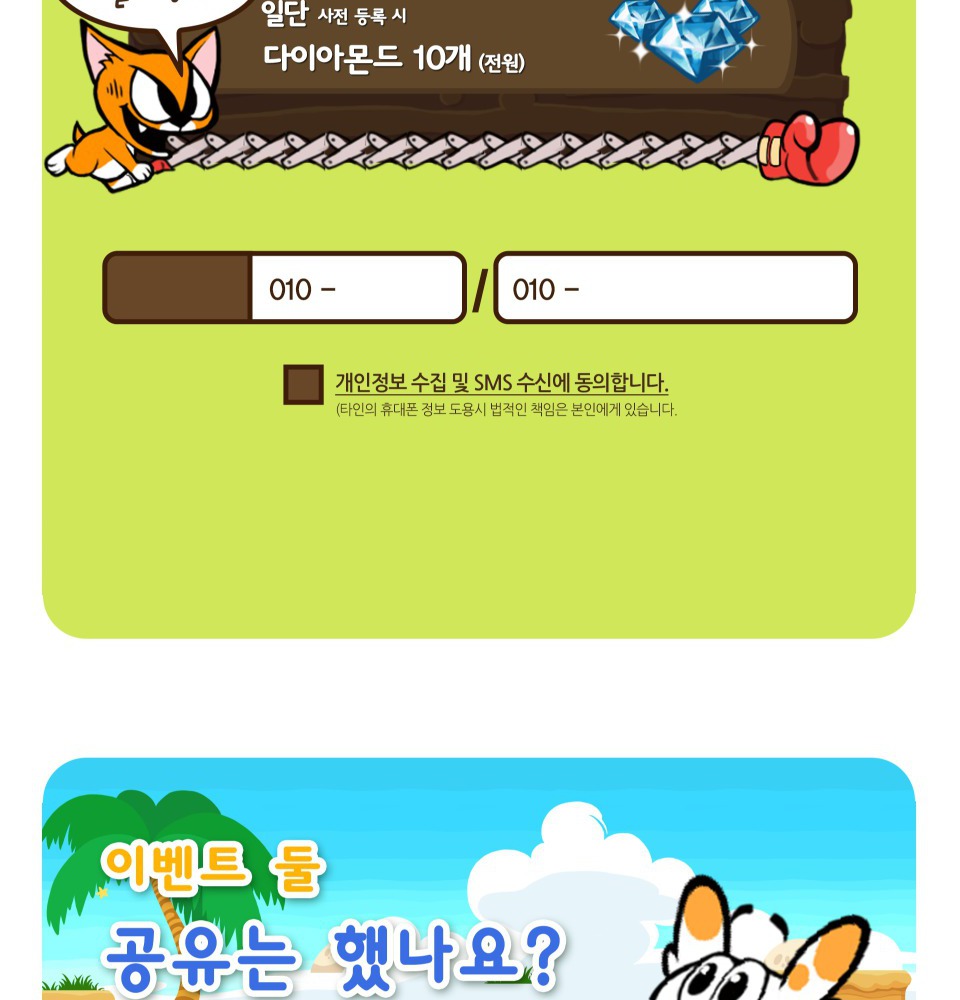 일단 사전 등록 시
다이아몬드 10개 (전원)
010 -
/
010 -
개인정보 수집 및 SMS 수신에 동의합니다.
(타인의 휴대폰 정보 도용시 법적인 책임은 본인에게 있습니다.
이벤트 둘
공유는 했나요?